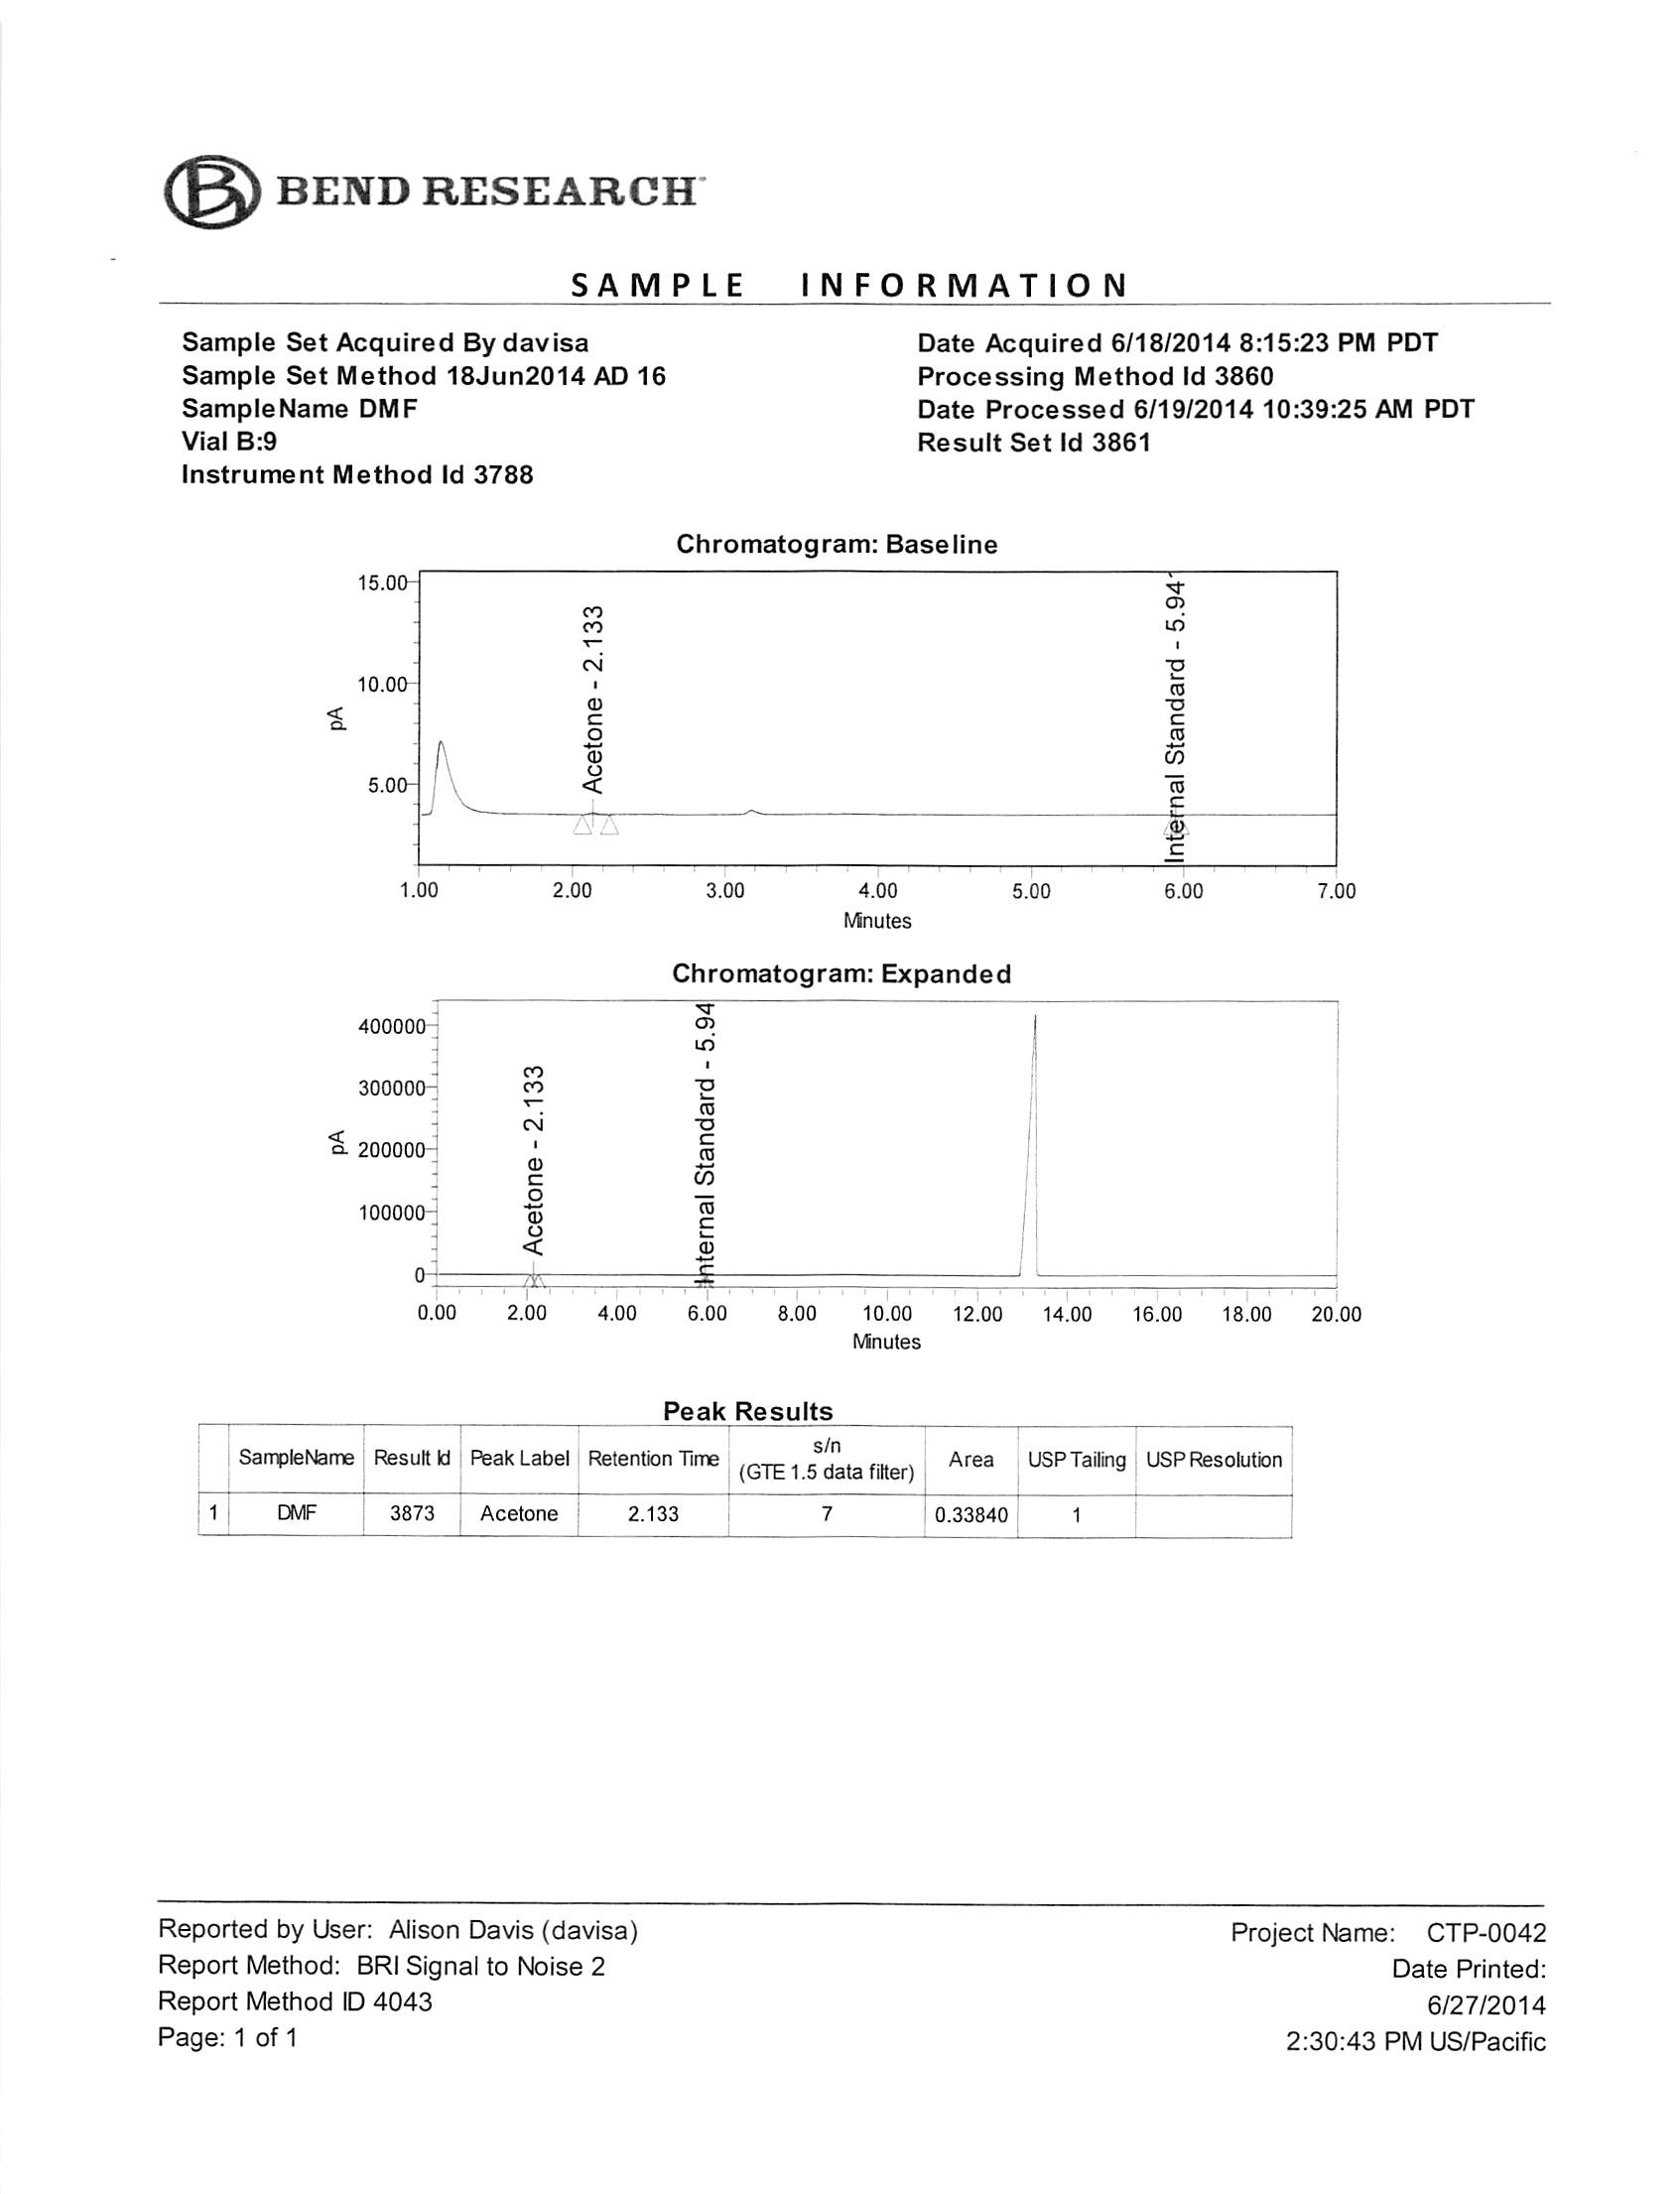 BEND RESEARCH
SAMPLE INFORMATION
Sample Set Acquired By davisa
Sample Set Method 18Jun2014 AD 16
SampleName DMF
Vial B:9
Instrument Method Id 3788
Date Acquired 6/18/2014 8:15:23 PM PDT
Processing Method Id 3860
Date Processed 6/19/2014 10:39:25 AM PDT
Result Set Id 3861
Chromatogram: Baseline
15.00
10.00
5.00
pA
Acetone - 2.133
Internal Standard - 5.94
1.00 2.00 3.00 4.00 5.00 6.00 7.00
Minutes
Chromatogram: Expanded
400000
300000
200000
100000
0
pA
Acetone - 2.133
Internal Standard - 5.94
0.00 2.00 4.00 6.00 8.00 10.00 12.00 14.00 16.00 18.00 20.00
Minutes
Peak Results
SampleName Result Id Peak Label Retention Time s/n (GTE 1.5 data filter) Area USP Tailing USP Resolution
1 DMF 3873 Acetone 2.133 7 0.33840 1
Reported by User: Alison Davis (davisa)
Report Method: BRI Signal to Noise 2
Report Method ID 4043
Page: 1 of 1
Project Name: CTP-0042
Date Printed:
6/27/2014
2:30:43 PM US/Pacific